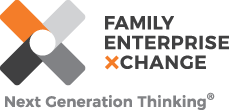 FAMILY
ENTERPRISE
XCHANGE
Next Generation Thinking®